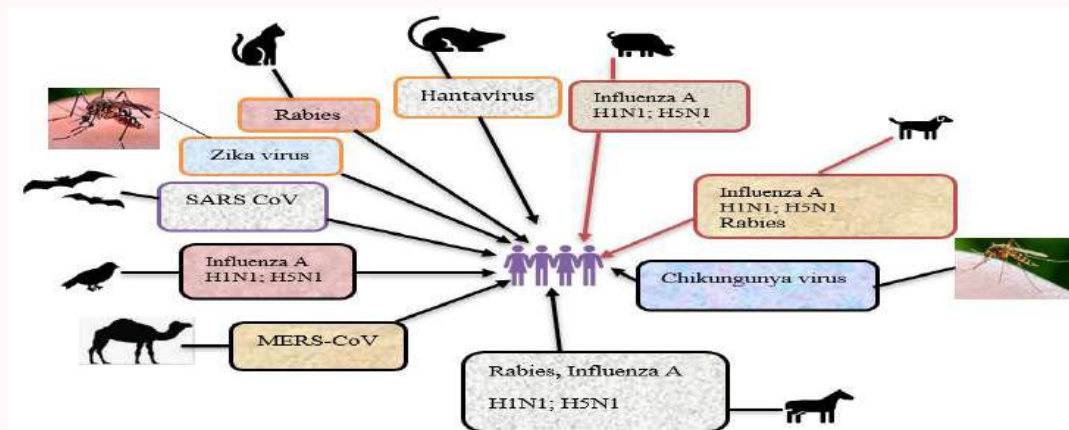 Rabies
Hantavirus
Influenza A
H1N1; H5N1
Zika virus
SARS CoV
Influenza A
H1N1; H5N1
Rabies
Influenza A
H1N1; H5N1
Chikungunya virus
MERS-CoV
Rabies, Influenza A
H1N1; H5N1